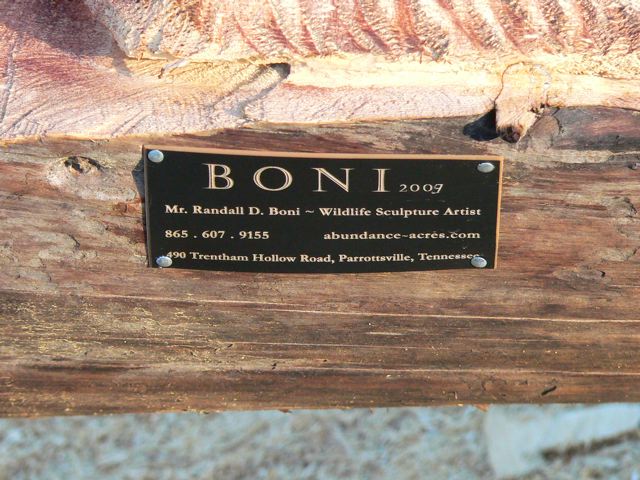 BONI 2009
Mr. Randall D. Boni ~ Wildlife Sculpture Artist
865 . 607 . 9155 abundance-acres.com
490 Trentham Hollow Road, Parrottsville, Tennessee